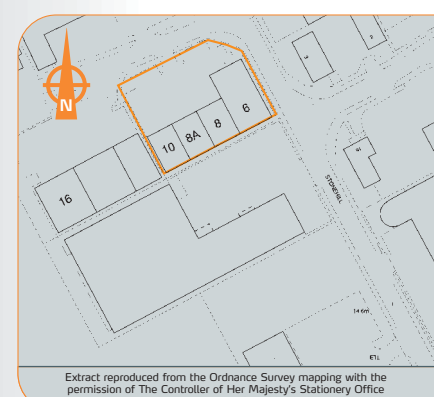 N
10
8A
8
6
16
STONEHILL
14.6m
Extract reproduced from the Ordnance Survey mapping with the
permission of The Controller of Her Majesty's Stationery Office